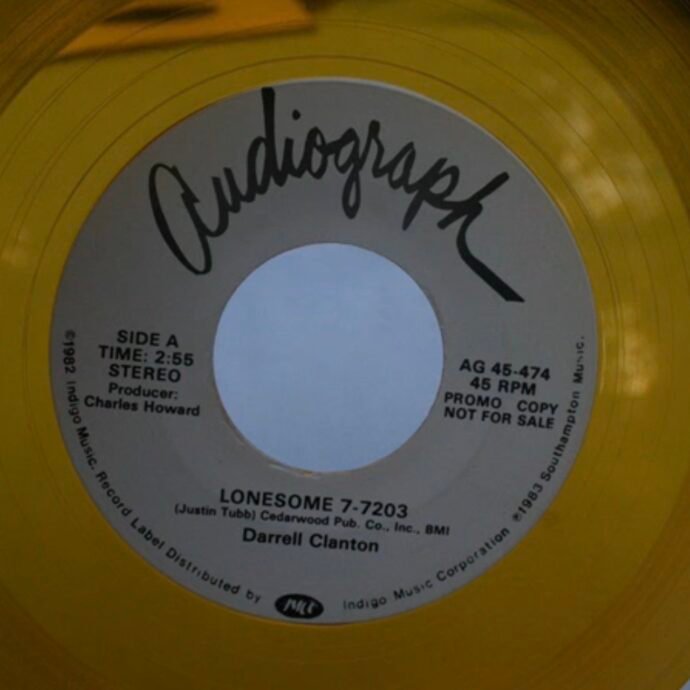 Audiograph
SIDE A
TIME: 2:55
STEREO
Producer:
Charles Howard
AG 45-474
45 RPM
PROMO COPY
NOT FOR SALE
LONESOME 7-7203
(Justin Tubb) Cedarwood Pub. Co., Inc., BMI
Darrell Clanton
©1982 Indigo Music. Record Label Distributed by Indigo Music Corporation ℗1983 Southampton Music.